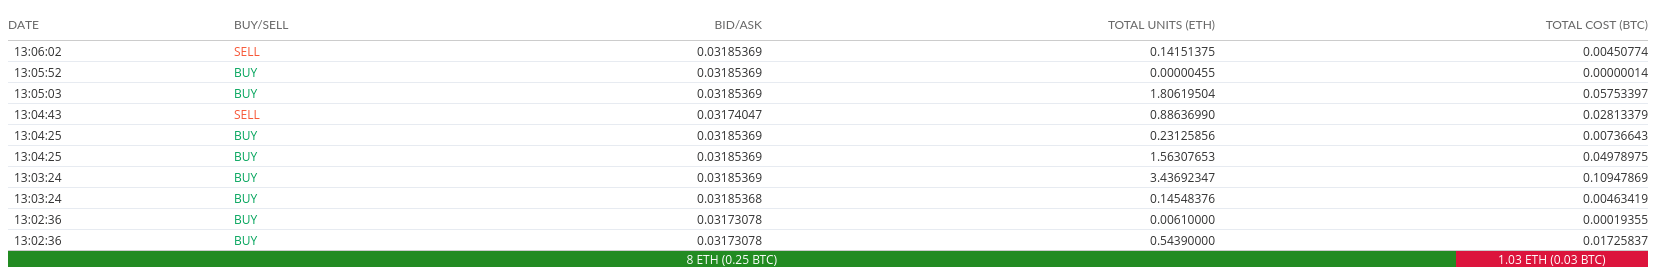 DATE BUY/SELL BID/ASK TOTAL UNITS (ETH) TOTAL COST (BTC)
13:06:02 SELL 0.03185369 0.14151375 0.00450774
13:05:52 BUY 0.03185369 0.00000455 0.00000014
13:05:03 BUY 0.03185369 1.80619504 0.05753397
13:04:43 SELL 0.03174047 0.88636990 0.02813379
13:04:25 BUY 0.03185369 0.23125856 0.00736643
13:04:25 BUY 0.03185369 1.56307653 0.04978975
13:03:24 BUY 0.03185369 3.43692347 0.10947869
13:03:24 BUY 0.03185368 0.14548376 0.00463419
13:02:36 BUY 0.03173078 0.00610000 0.00019355
13:02:36 BUY 0.03173078 0.54390000 0.01725837
8 ETH (0.25 BTC) 1.03 ETH (0.03 BTC)